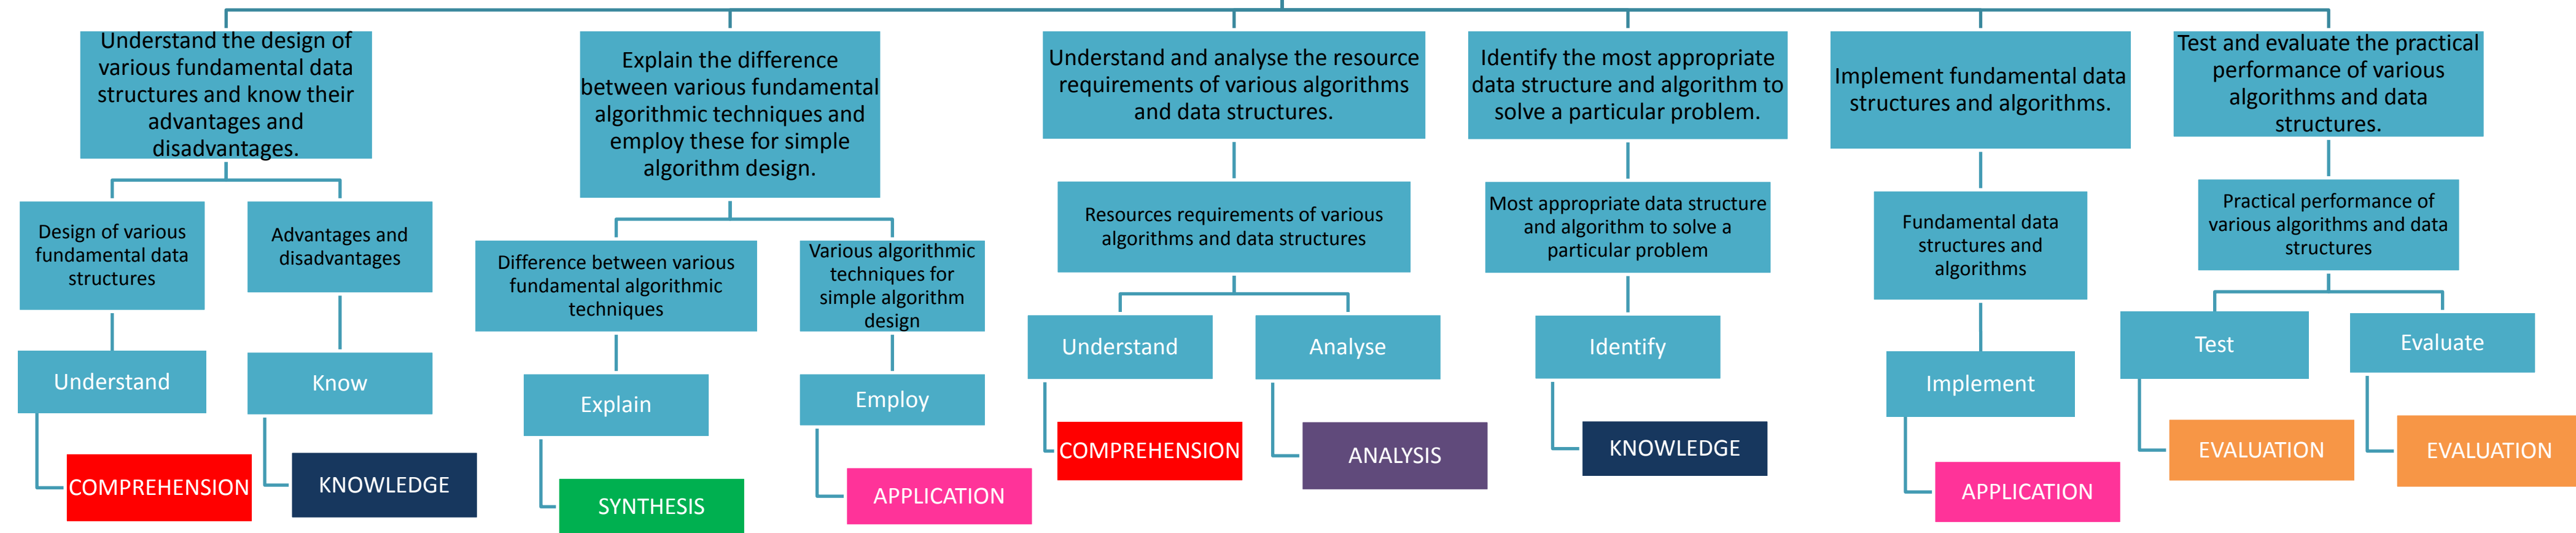 Understand the design of
various fundamental data
structures and know their
advantages and
disadvantages.
Explain the difference
between various fundamental
algorithmic techniques and
employ these for simple
algorithm design.
Understand and analyse the resource
requirements of various algorithms
and data structures.
Identify the most appropriate
data structure and algorithm to
solve a particular problem.
Implement fundamental data
structures and algorithms.
Test and evaluate the practical
performance of various
algorithms and data
structures.
Design of various
fundamental data
structures
Advantages and
disadvantages
Difference between various
fundamental algorithmic
techniques
Various algorithmic
techniques for
simple algorithm
design
Resources requirements of various
algorithms and data structures
Most appropriate data structure
and algorithm to solve a
particular problem
Fundamental data
structures and
algorithms
Practical performance of
various algorithms and data
structures
Understand
Know
Explain
Employ
Understand
Analyse
Identify
Implement
Test
Evaluate
COMPREHENSION
KNOWLEDGE
SYNTHESIS
APPLICATION
COMPREHENSION
ANALYSIS
KNOWLEDGE
APPLICATION
EVALUATION
EVALUATION